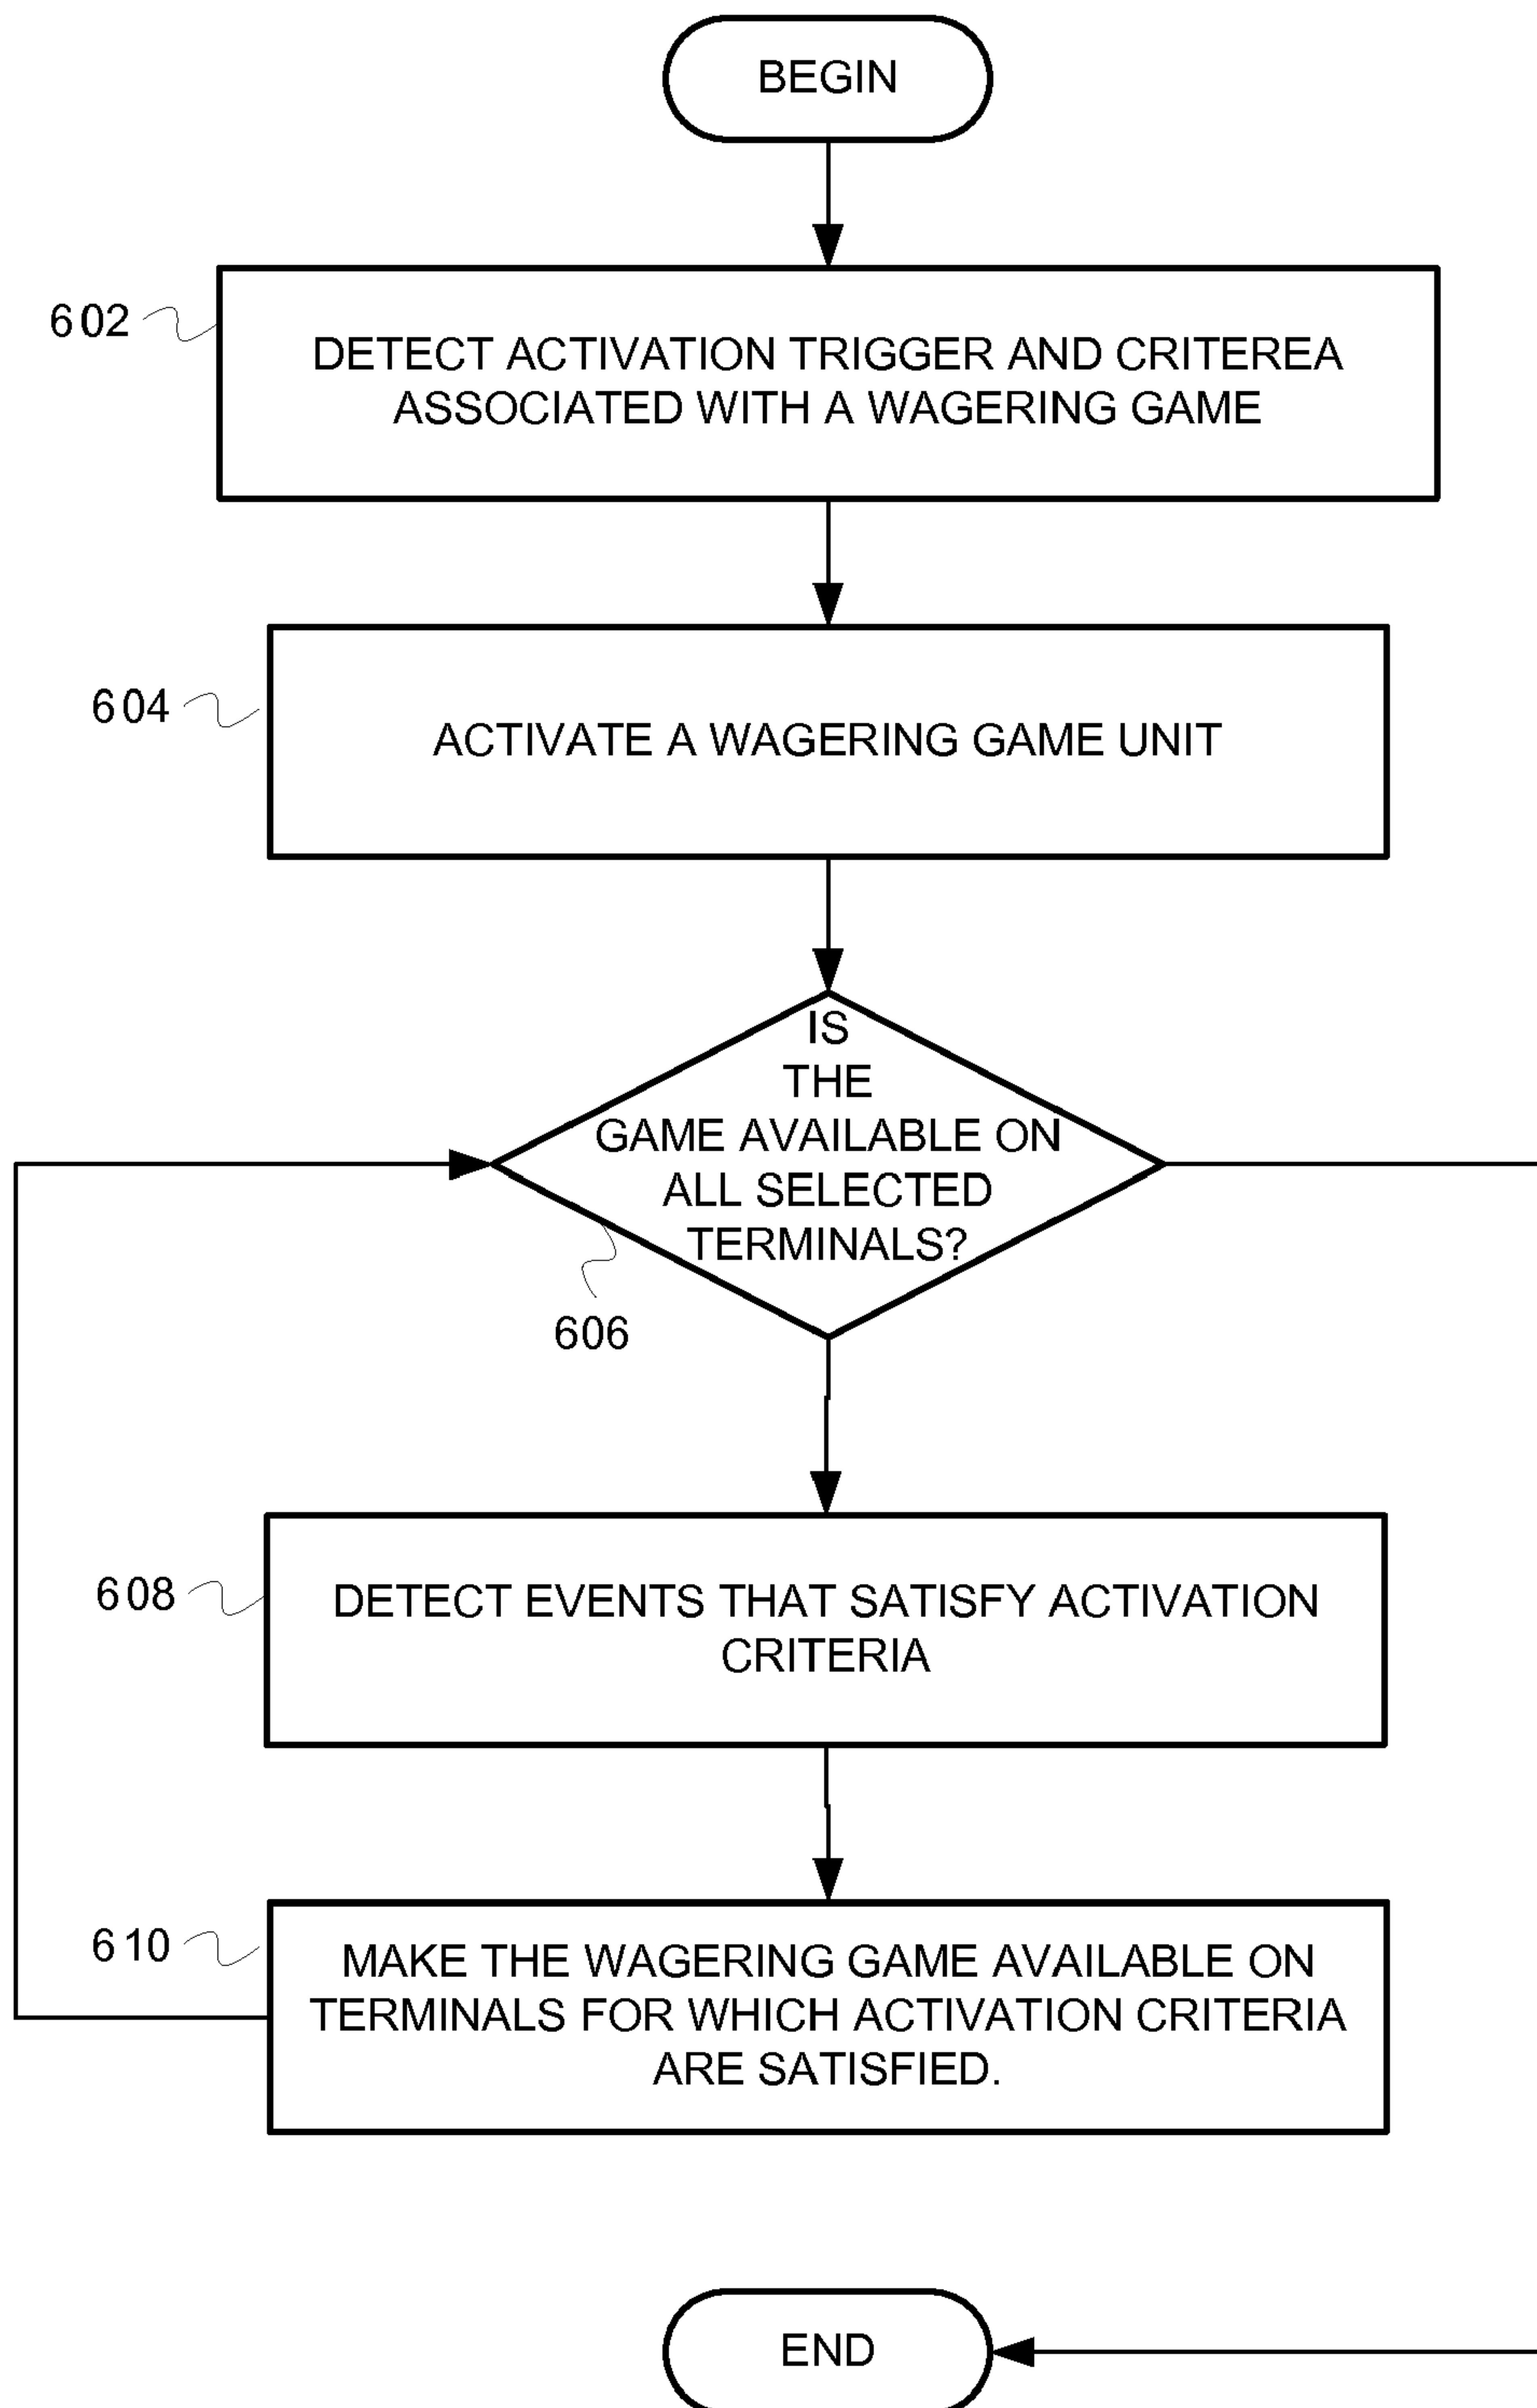 BEGIN
602
DETECT ACTIVATION TRIGGER AND CRITEREA
ASSOCIATED WITH A WAGERING GAME
604
ACTIVATE A WAGERING GAME UNIT
IS
THE
GAME AVAILABLE ON
ALL SELECTED
TERMINALS?
606
608
DETECT EVENTS THAT SATISFY ACTIVATION
CRITERIA
610
MAKE THE WAGERING GAME AVAILABLE ON
TERMINALS FOR WHICH ACTIVATION CRITERIA
ARE SATISFIED.
END